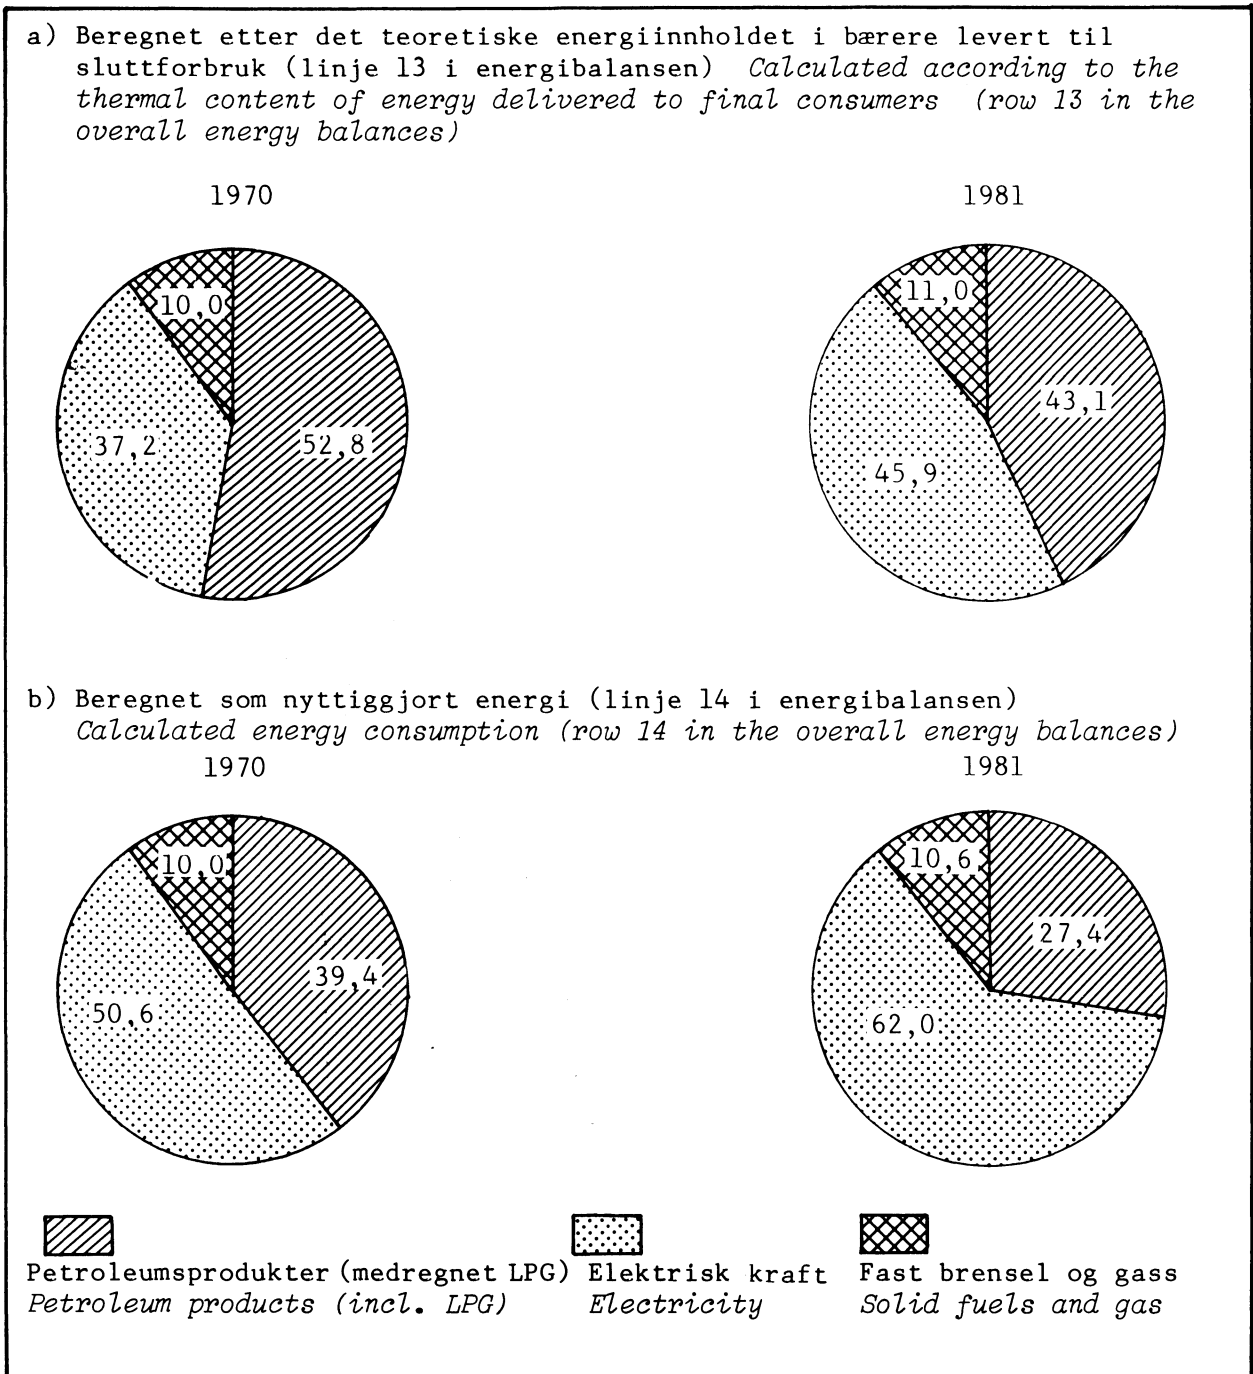 a) Beregnet etter det teoretiske energiinnholdet i bærere levert til
sluttforbruk (linje 13 i energibalansen) Calculated according to the
thermal content of energy delivered to final consumers (row 13 in the
overall energy balances)
1970
1981
10,0
37,2
52,8
11,0
43,1
45,9
b) Beregnet som nyttiggjort energi (linje 14 i energibalansen)
Calculated energy consumption (row 14 in the overall energy balances)
1970
1981
10,0
39,4
50,6
10,6
27,4
62,0
Petroleumsprodukter (medregnet LPG) Elektrisk kraft Fast brensel og gass
Petroleum products (incl. LPG) Electricity Solid fuels and gas